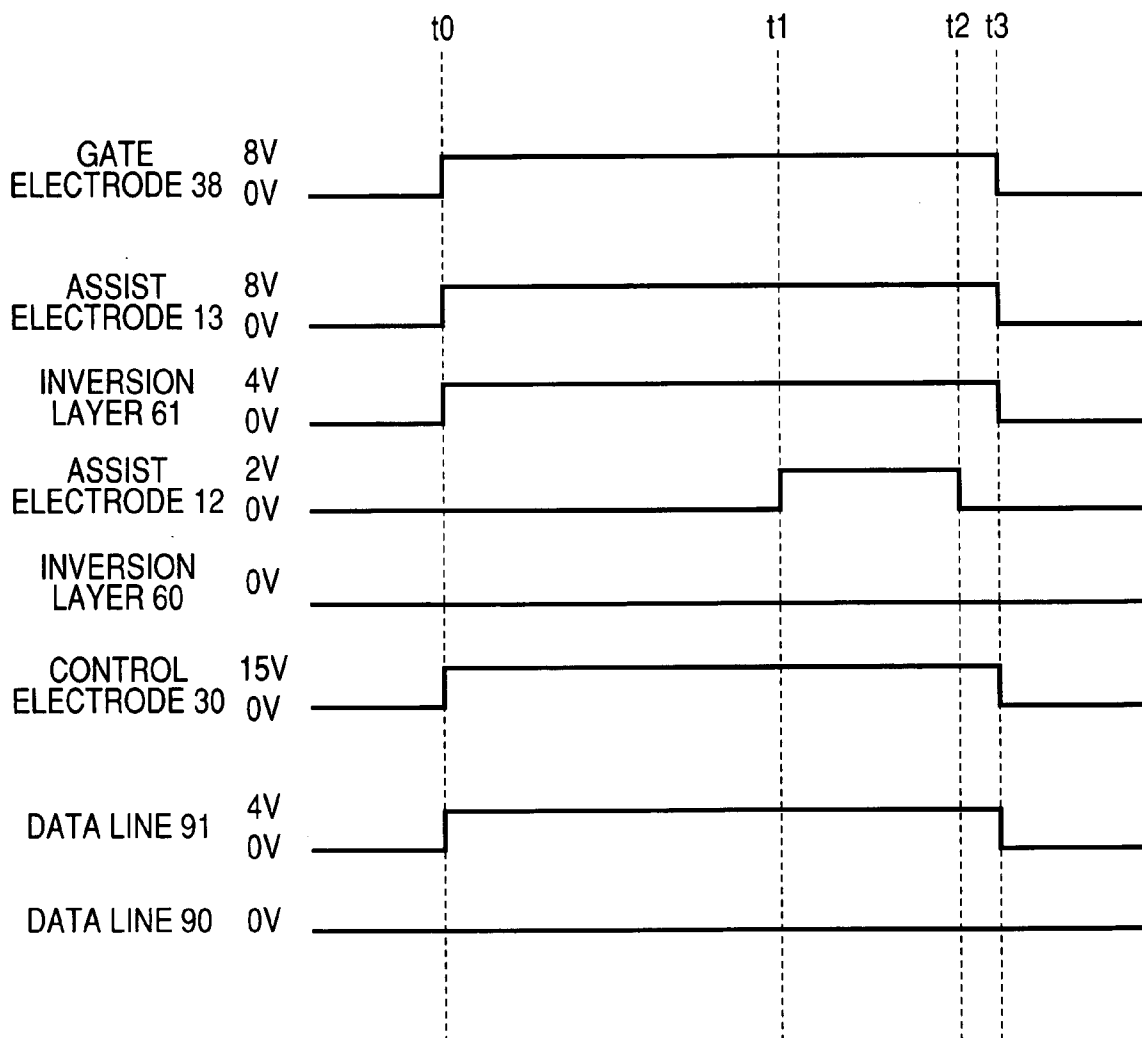 t0 t1 t2 t3
GATE
ELECTRODE 38
8V
0V
ASSIST
ELECTRODE 13
8V
0V
INVERSION
LAYER 61
4V
0V
ASSIST
ELECTRODE 12
2V
0V
INVERSION
LAYER 60
0V
CONTROL
ELECTRODE 30
15V
0V
DATA LINE 91
4V
0V
DATA LINE 90 0V